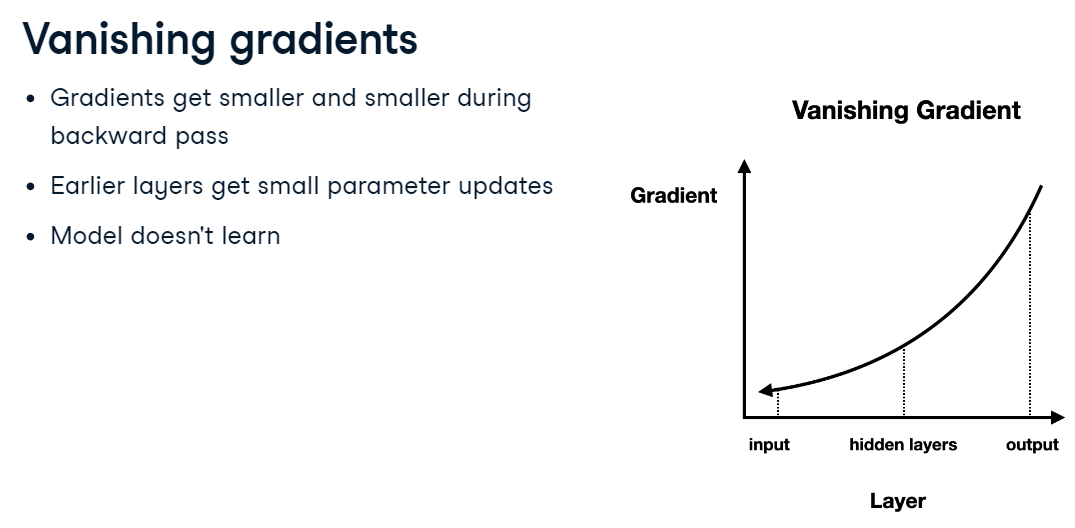 Vanishing gradients
• Gradients get smaller and smaller during
backward pass
• Earlier layers get small parameter updates
• Model doesn't learn
Vanishing Gradient
Gradient
input hidden layers output
Layer